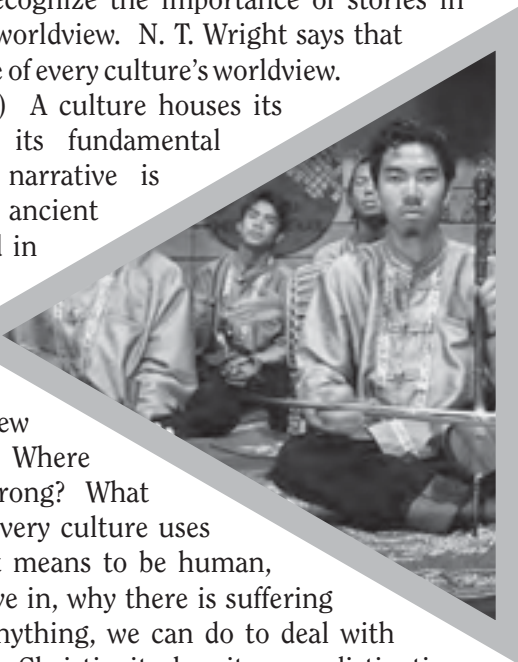 ecognize the importance of stories in
worldview. N. T. Wright says that
e of every culture's worldview.
) A culture houses its
its fundamental
narrative is
ancient
l in
ew
Where
rong? What
very culture uses
t means to be human,
ve in, why there is suffering
nything, we can do to deal with